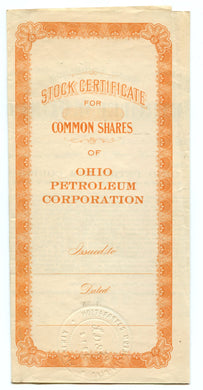 STOCK CERTIFICATE
FOR
COMMON SHARES
OF
OHIO
PETROLEUM
CORPORATION
Issued to
Dated